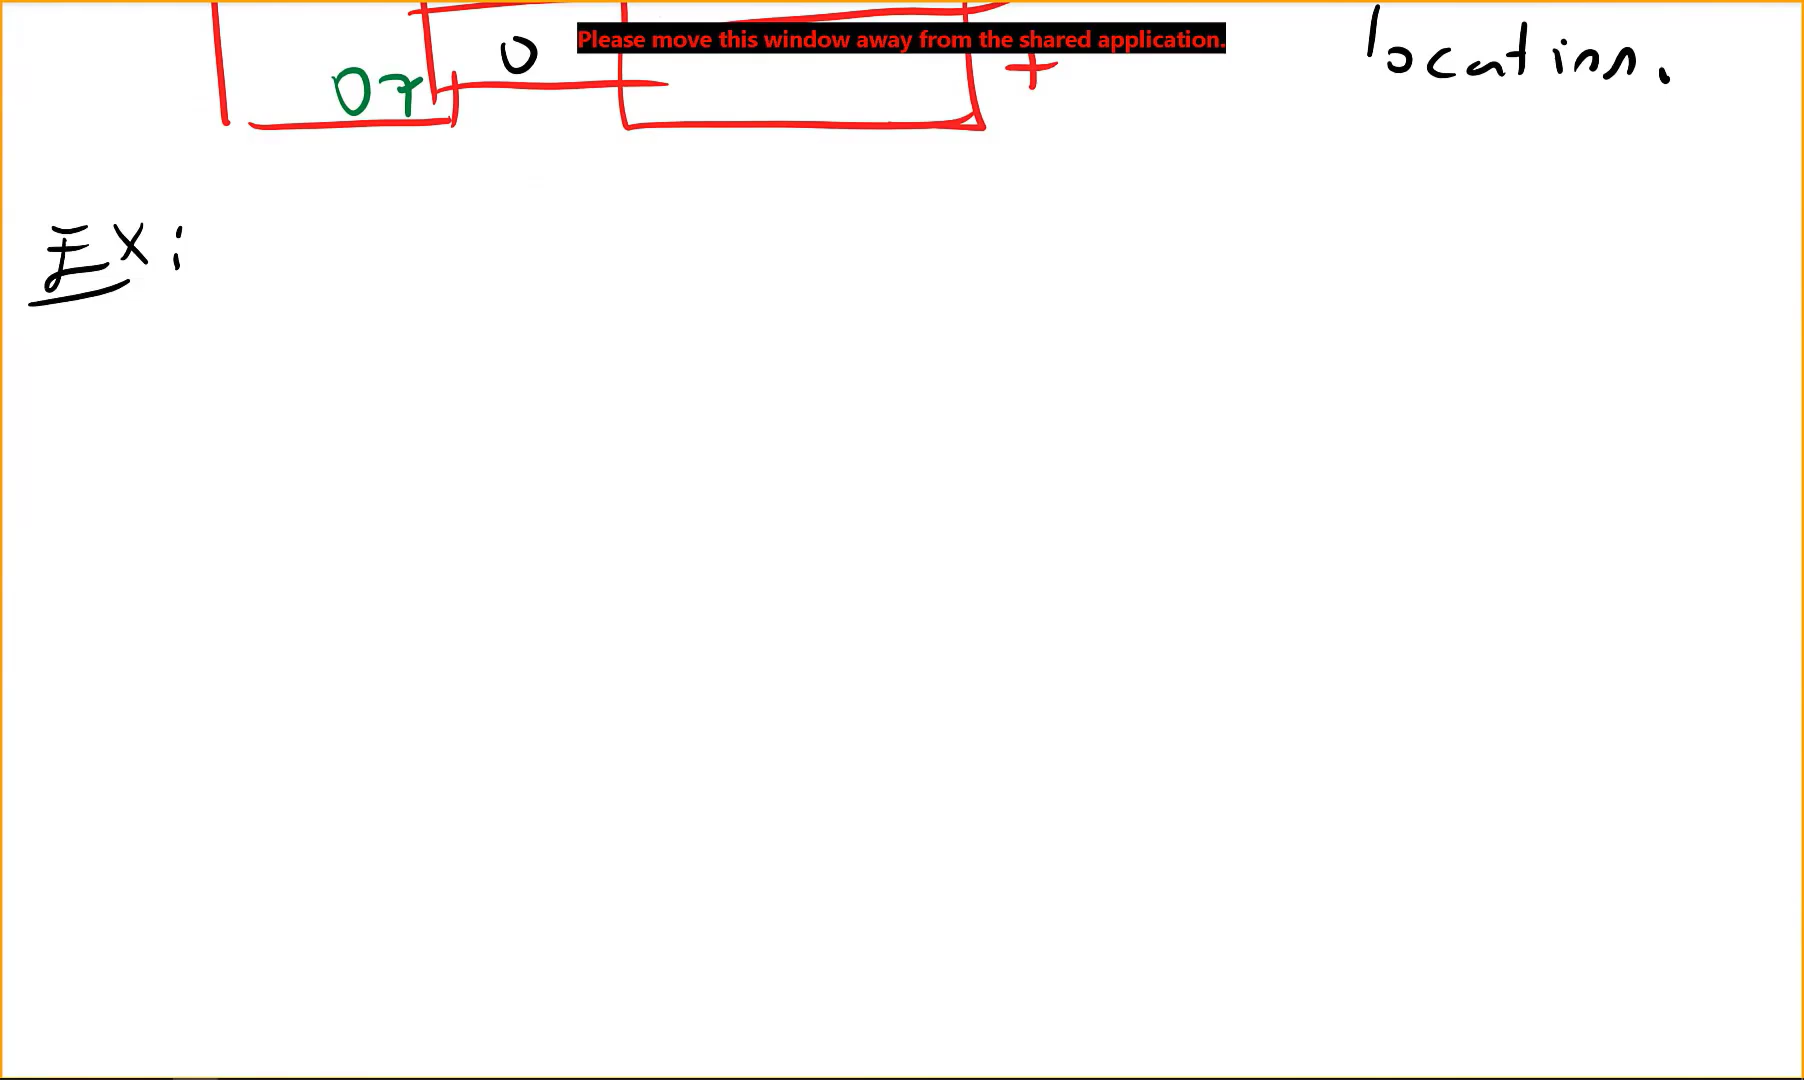 Please move this window away from the shared application.
0
location.
07
+
Ex: